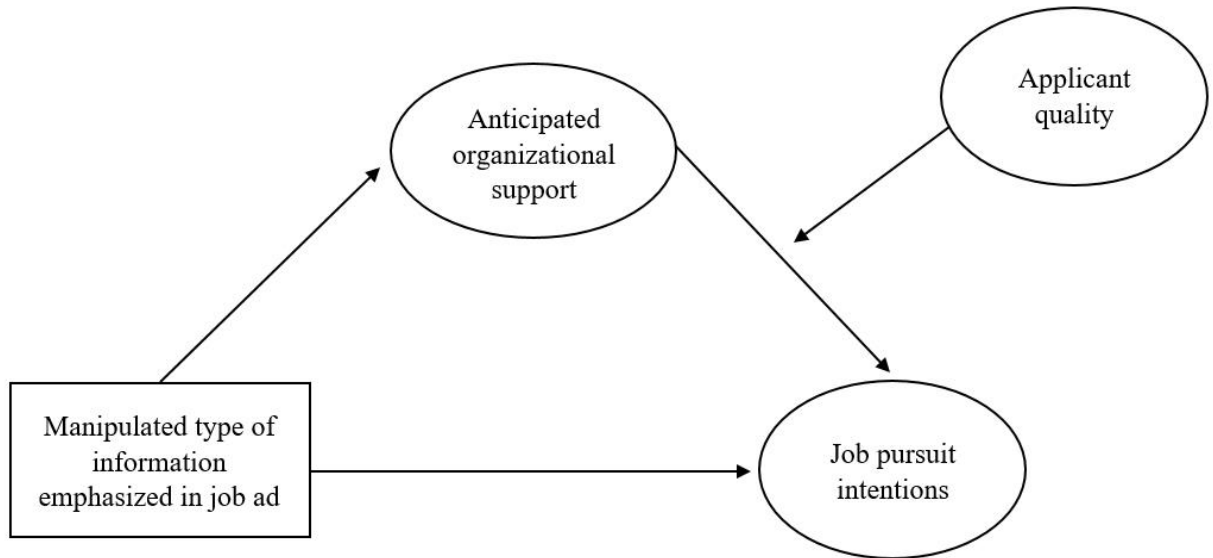 Applicant
quality
Anticipated
organizational
support
Manipulated type of
information
emphasized in job ad
Job pursuit
intentions